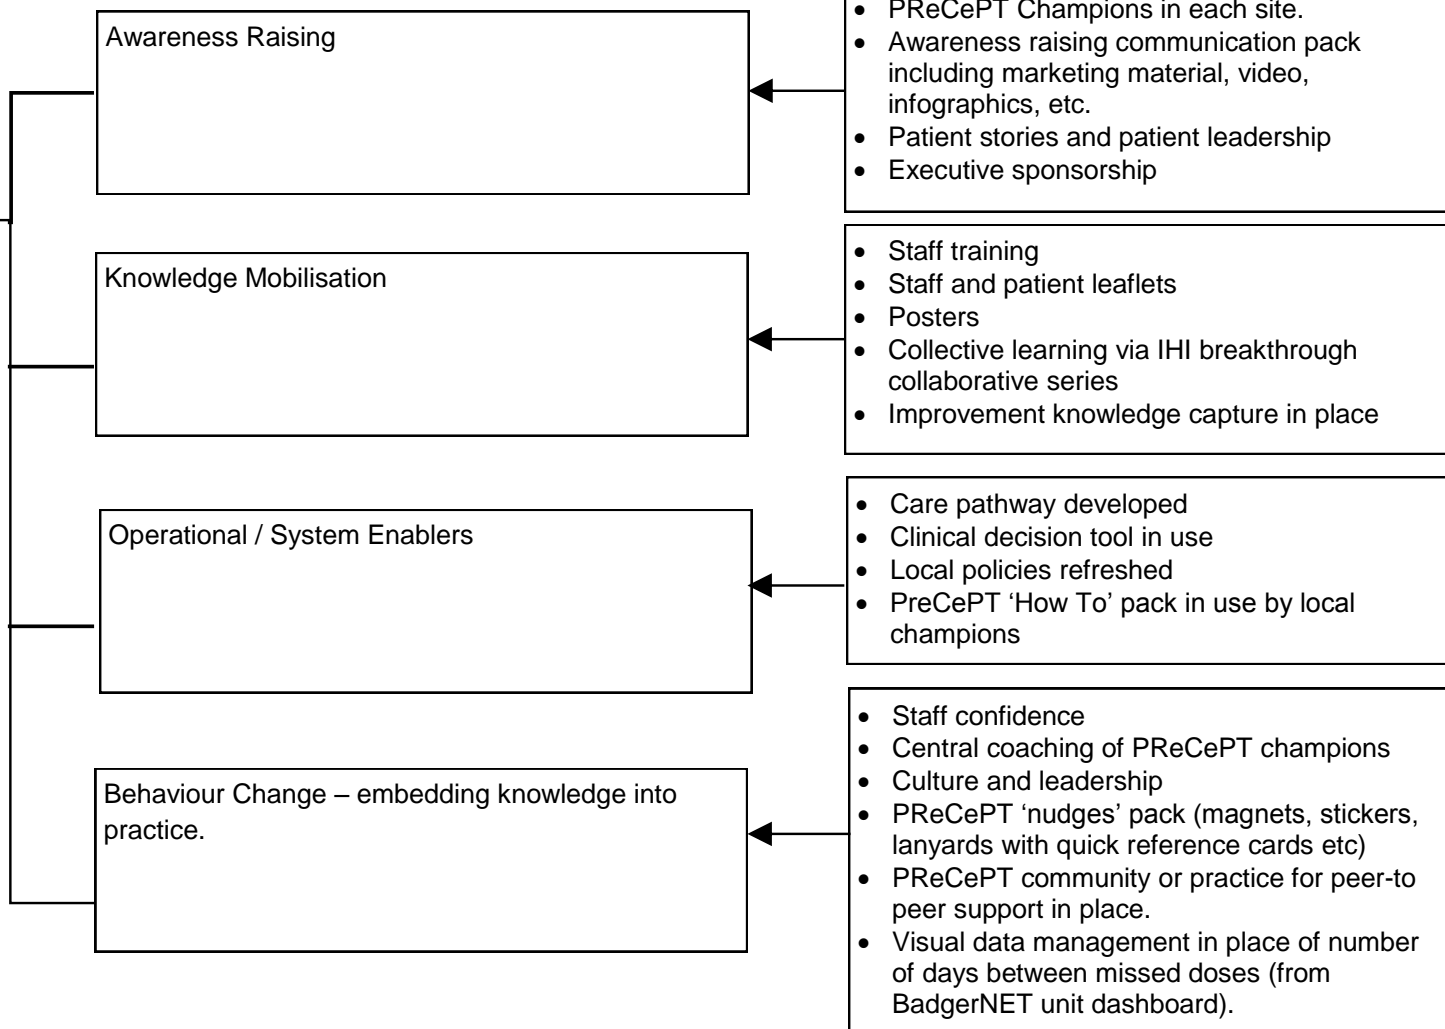 Awareness Raising
• PReCePT Champions in each site.
• Awareness raising communication pack
including marketing material, video,
infographics, etc.
• Patient stories and patient leadership
• Executive sponsorship
Knowledge Mobilisation
• Staff training
• Staff and patient leaflets
• Posters
• Collective learning via IHI breakthrough
collaborative series
• Improvement knowledge capture in place
Operational / System Enablers
• Care pathway developed
• Clinical decision tool in use
• Local policies refreshed
• PreCePT ‘How To’ pack in use by local
champions
Behaviour Change – embedding knowledge into
practice.
• Staff confidence
• Central coaching of PReCePT champions
• Culture and leadership
• PReCePT ‘nudges’ pack (magnets, stickers,
lanyards with quick reference cards etc)
• PReCePT community or practice for peer-to
peer support in place.
• Visual data management in place of number
of days between missed doses (from
BadgerNET unit dashboard).